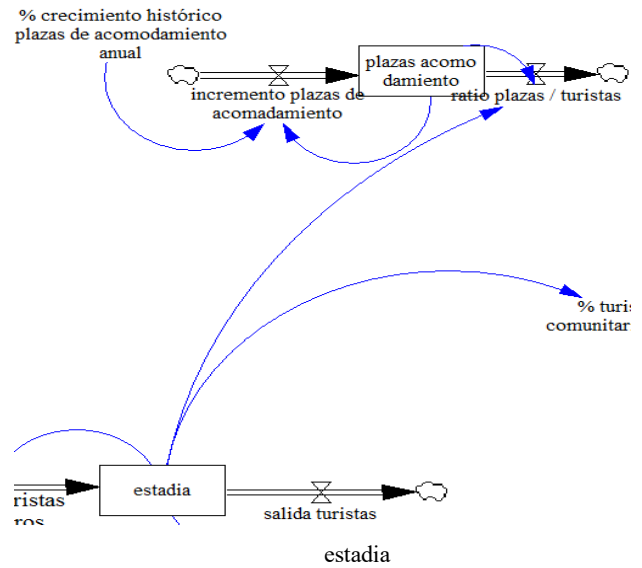 % crecimiento histórico
plazas de acomodamiento
anual
plazas acomo
damiento
incremento plazas de
acomadamiento
ratio plazas / turistas
% turis
comunitar
estadia
ristas
ros
salida turistas
estadia